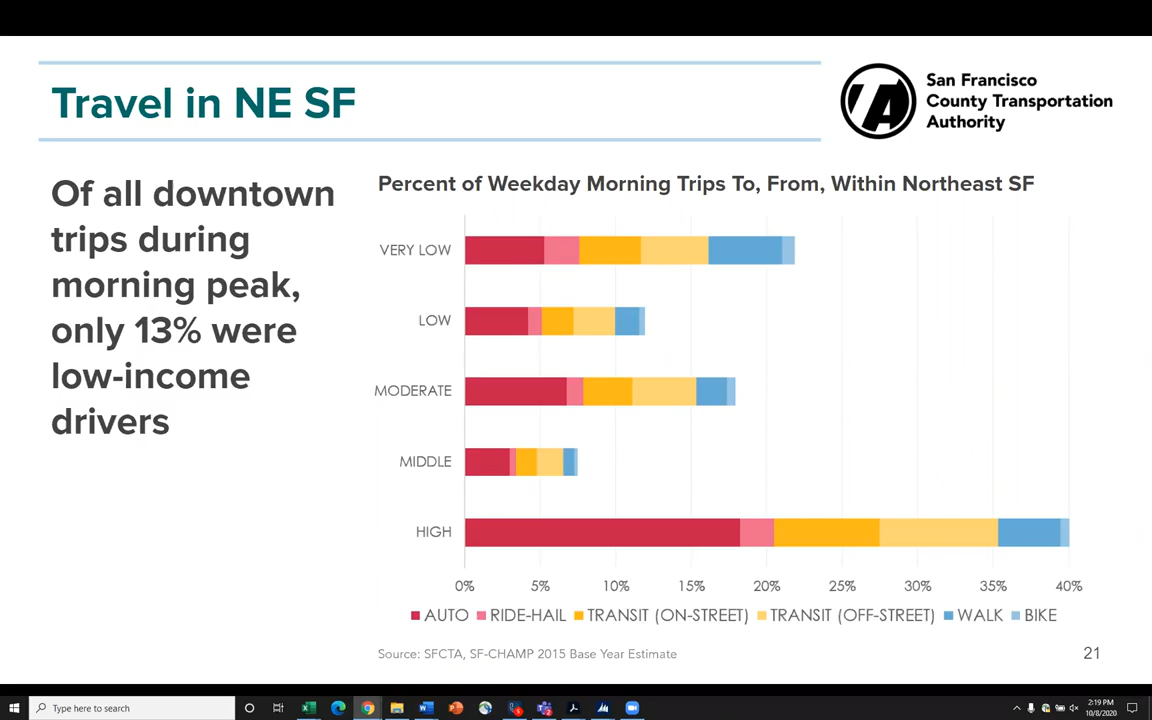 Travel in NE SF
San Francisco
County Transportation
Authority
Of all downtown
trips during
morning peak,
only 13% were
low-income
drivers
Percent of Weekday Morning Trips To, From, Within Northeast SF
VERY LOW
LOW
MODERATE
MIDDLE
HIGH
0% 5% 10% 15% 20% 25% 30% 35% 40%
AUTO RIDE-HAIL TRANSIT (ON-STREET) TRANSIT (OFF-STREET) WALK BIKE
Source: SFCTA, SF-CHAMP 2015 Base Year Estimate
21
Type here to search
2:19 PM
10/8/2020